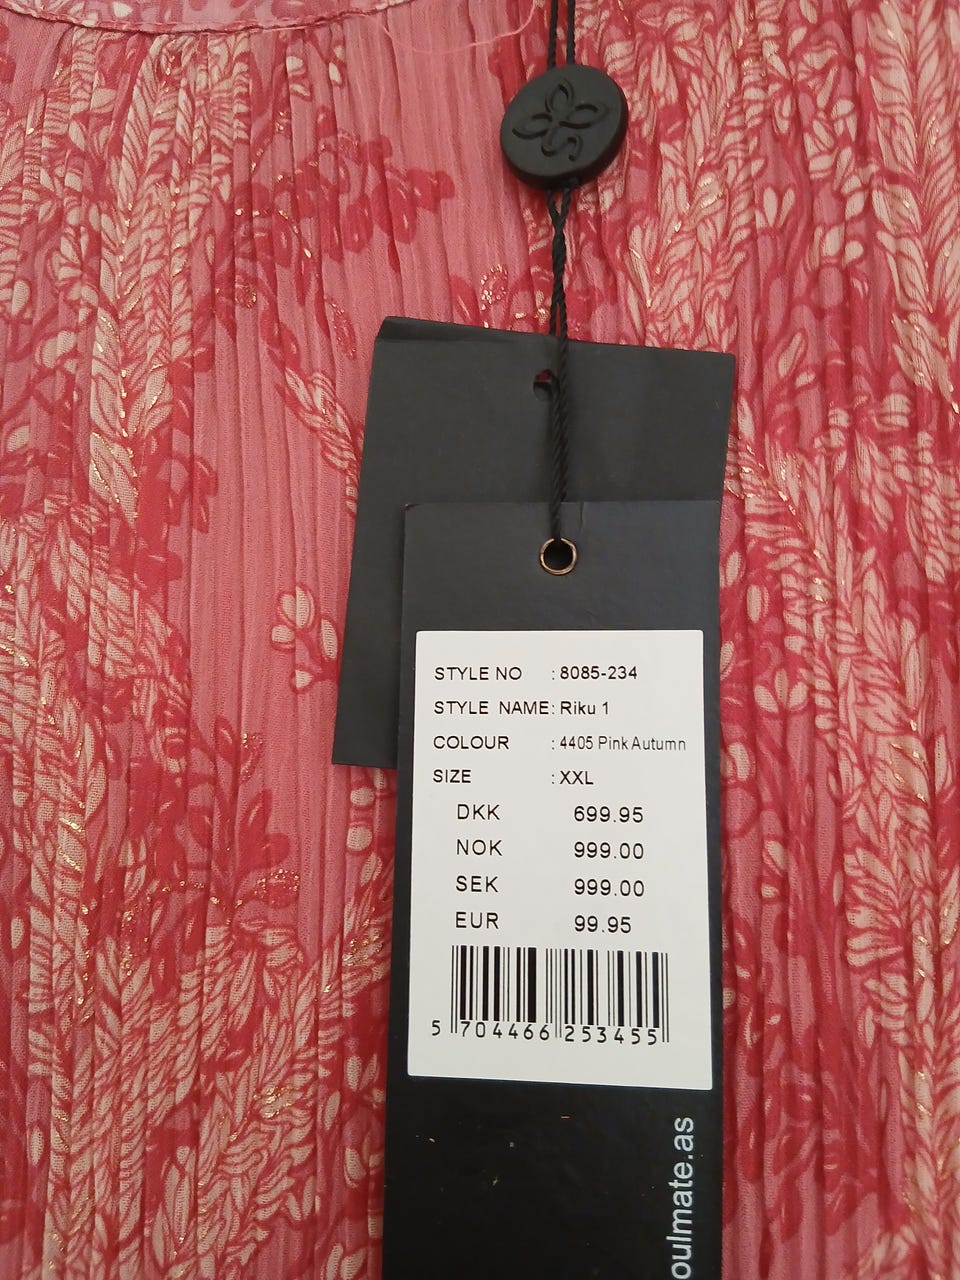 STYLE NO : 8085-234
STYLE NAME: Riku 1
COLOUR : 4405 Pink Autumn
SIZE : XXL
DKK 699.95
NOK 999.00
SEK 999.00
EUR 99.95
5 704466 253455
oulmate.as